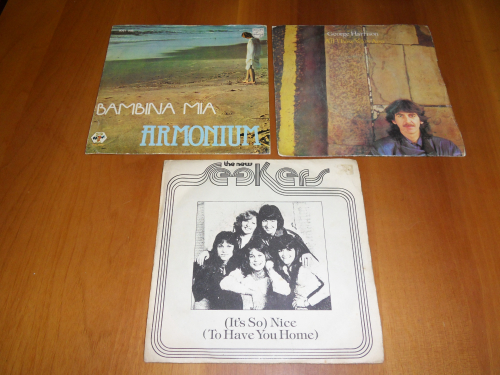 BAMBINA MIA
ARMONIUM
George Harrison
the new
SeeKers
(It's So) Nice
(To Have You Home)